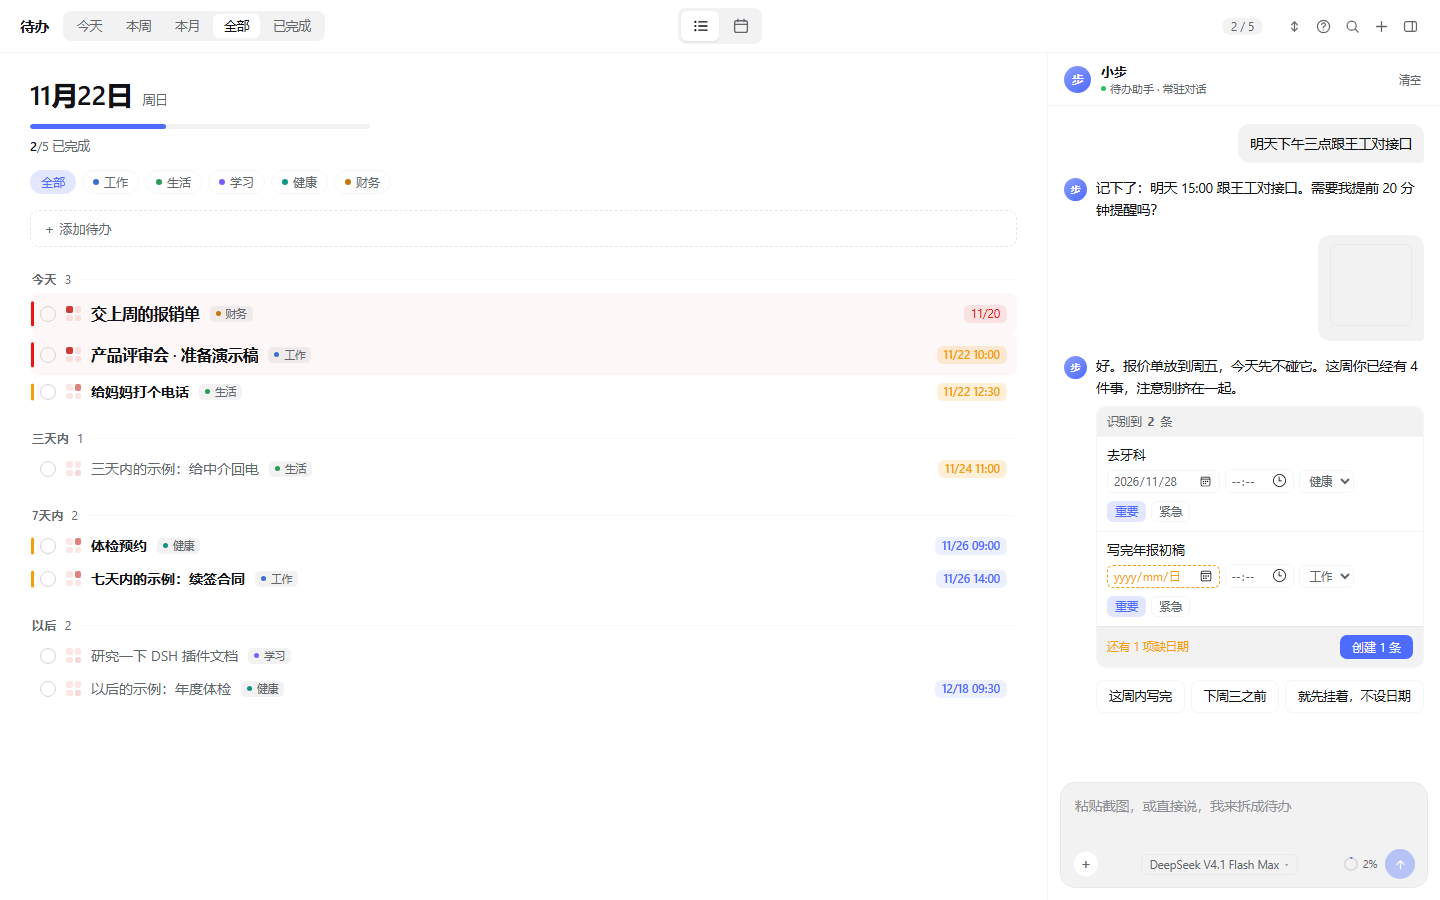 待办
今天 本周 本月 全部 已完成
2 / 5
11月22日 周日
2/5 已完成
全部 工作 生活 学习 健康 财务
+ 添加待办
今天 3
交上周的报销单 财务 11/20
产品评审会 · 准备演示稿 工作 11/22 10:00
给妈妈打个电话 生活 11/22 12:30
三天内 1
三天内的示例：给中介回电 生活 11/24 11:00
7天内 2
体检预约 健康 11/26 09:00
七天内的示例：续签合同 工作 11/26 14:00
以后 2
研究一下 DSH 插件文档 学习
以后的示例：年度体检 健康 12/18 09:30
步 小步
待办助手 · 常驻对话
清空
明天下午三点跟王工对接口
步 记下了：明天 15:00 跟王工对接口。需要我提前 20 分
钟提醒吗？
步 好。报价单放到周五，今天先不碰它。这周你已经有 4
件事，注意别挤在一起。
识别到 2 条
去牙科
2026/11/28 --:-- 健康
重要 紧急
写完年报初稿
yyyy/mm/日 --:-- 工作
重要 紧急
还有 1 项缺日期 创建 1 条
这周内写完 下周三之前 就先挂着，不设日期
粘贴截图，或直接说，我来拆成待办
+ DeepSeek V4.1 Flash Max 2%